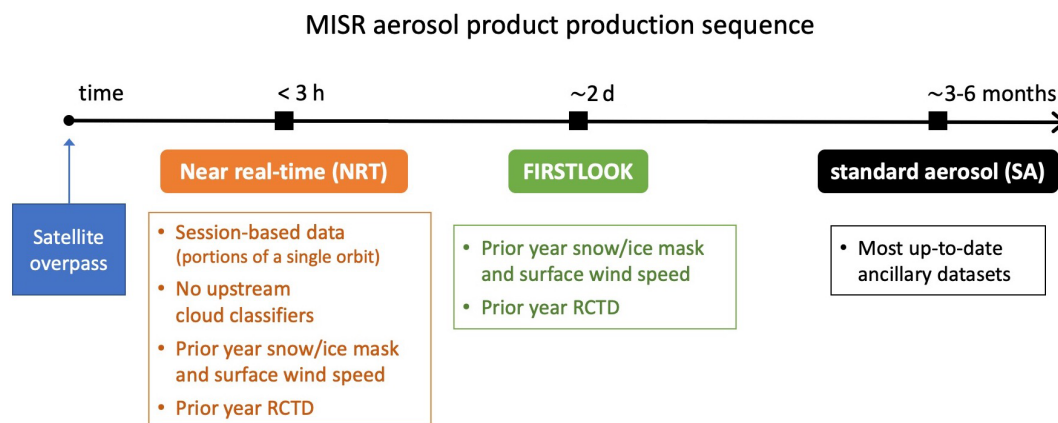 MISR aerosol product production sequence
time
< 3 h
~2 d
~3-6 months
Near real-time (NRT)
FIRSTLOOK
standard aerosol (SA)
Satellite
overpass
• Session-based data
(portions of a single orbit)
• No upstream
cloud classifiers
• Prior year snow/ice mask
and surface wind speed
• Prior year RCTD
• Prior year snow/ice mask
and surface wind speed
• Prior year RCTD
• Most up-to-date
ancillary datasets